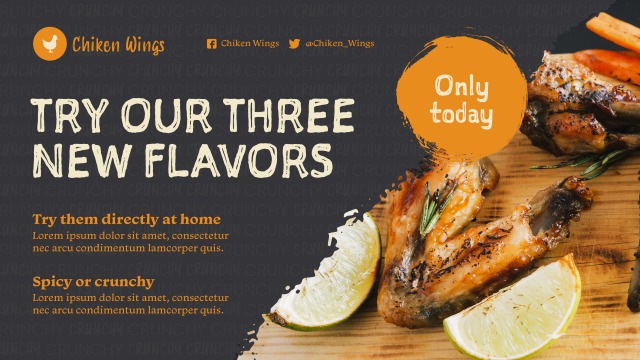 Chiken Wings
Chiken Wings @Chiken_Wings
Only
today
TRY OUR THREE
NEW FLAVORS
Try them directly at home
Lorem ipsum dolor sit amet, consectetur
nec arcu condimentum lamcorper quis.
Spicy or crunchy
Lorem ipsum dolor sit amet, consectetur
nec arcu condimentum lamcorper quis.